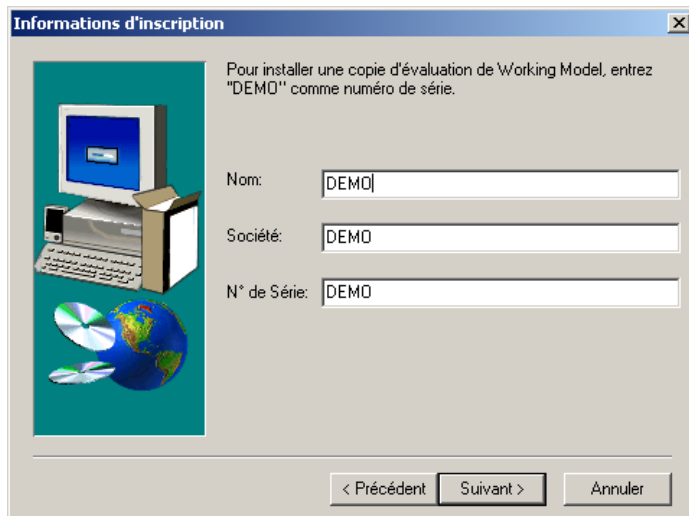 Informations d'inscription
Pour installer une copie d'évaluation de Working Model, entrez
"DEMO" comme numéro de série.
Nom: DEMO
Société: DEMO
N° de Série: DEMO
< Précédent Suivant > Annuler